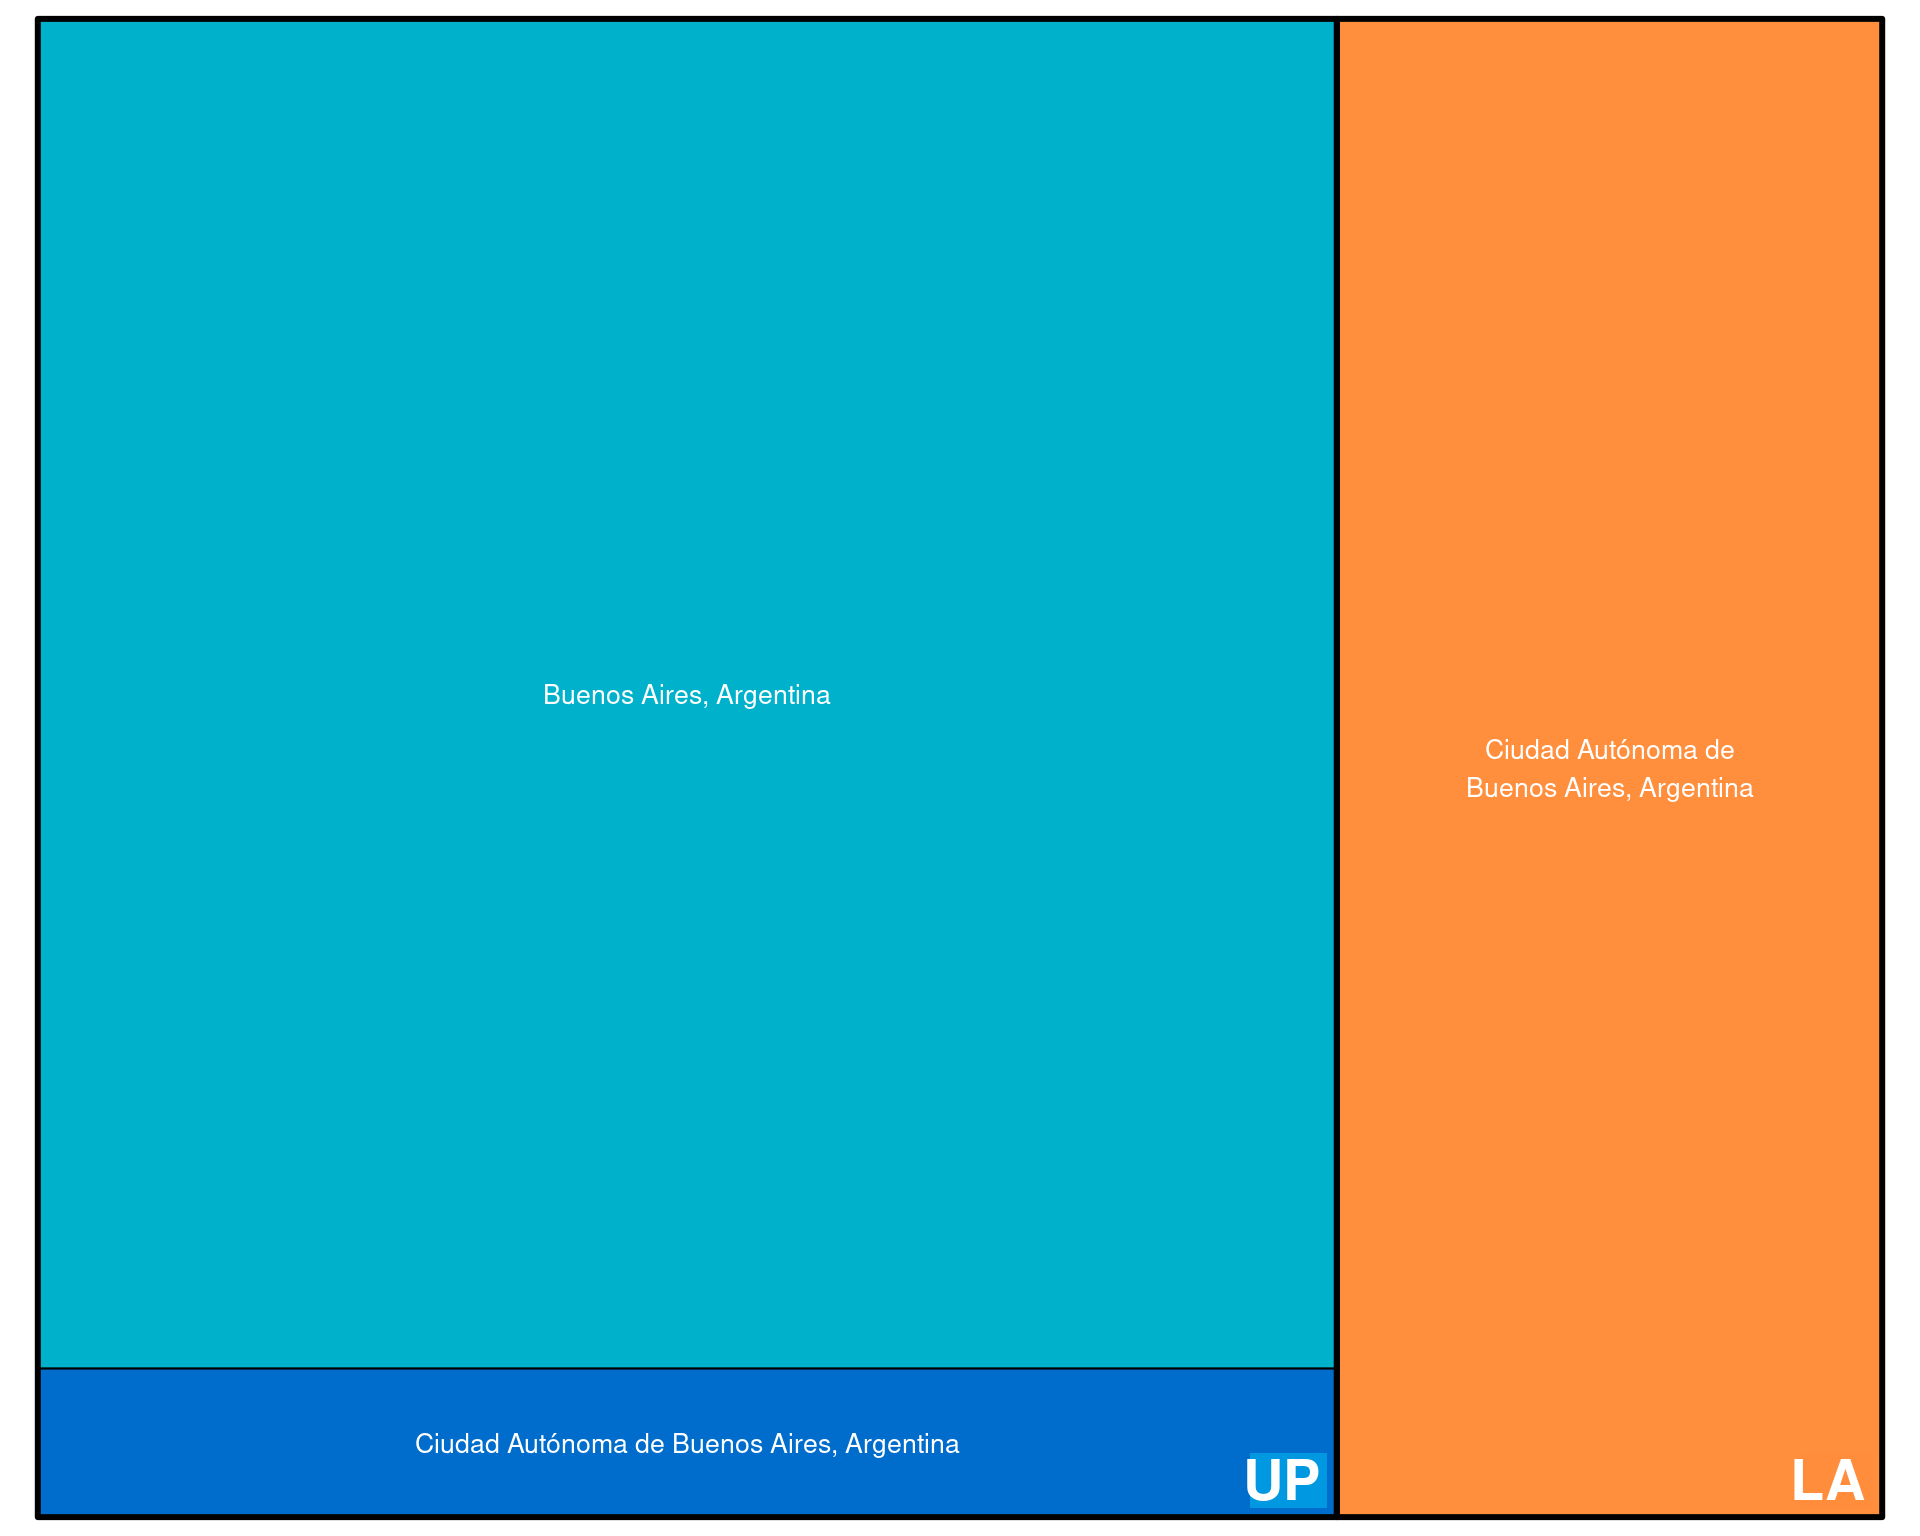 Buenos Aires, Argentina
Ciudad Autónoma de
Buenos Aires, Argentina
Ciudad Autónoma de Buenos Aires, Argentina
UP
LA